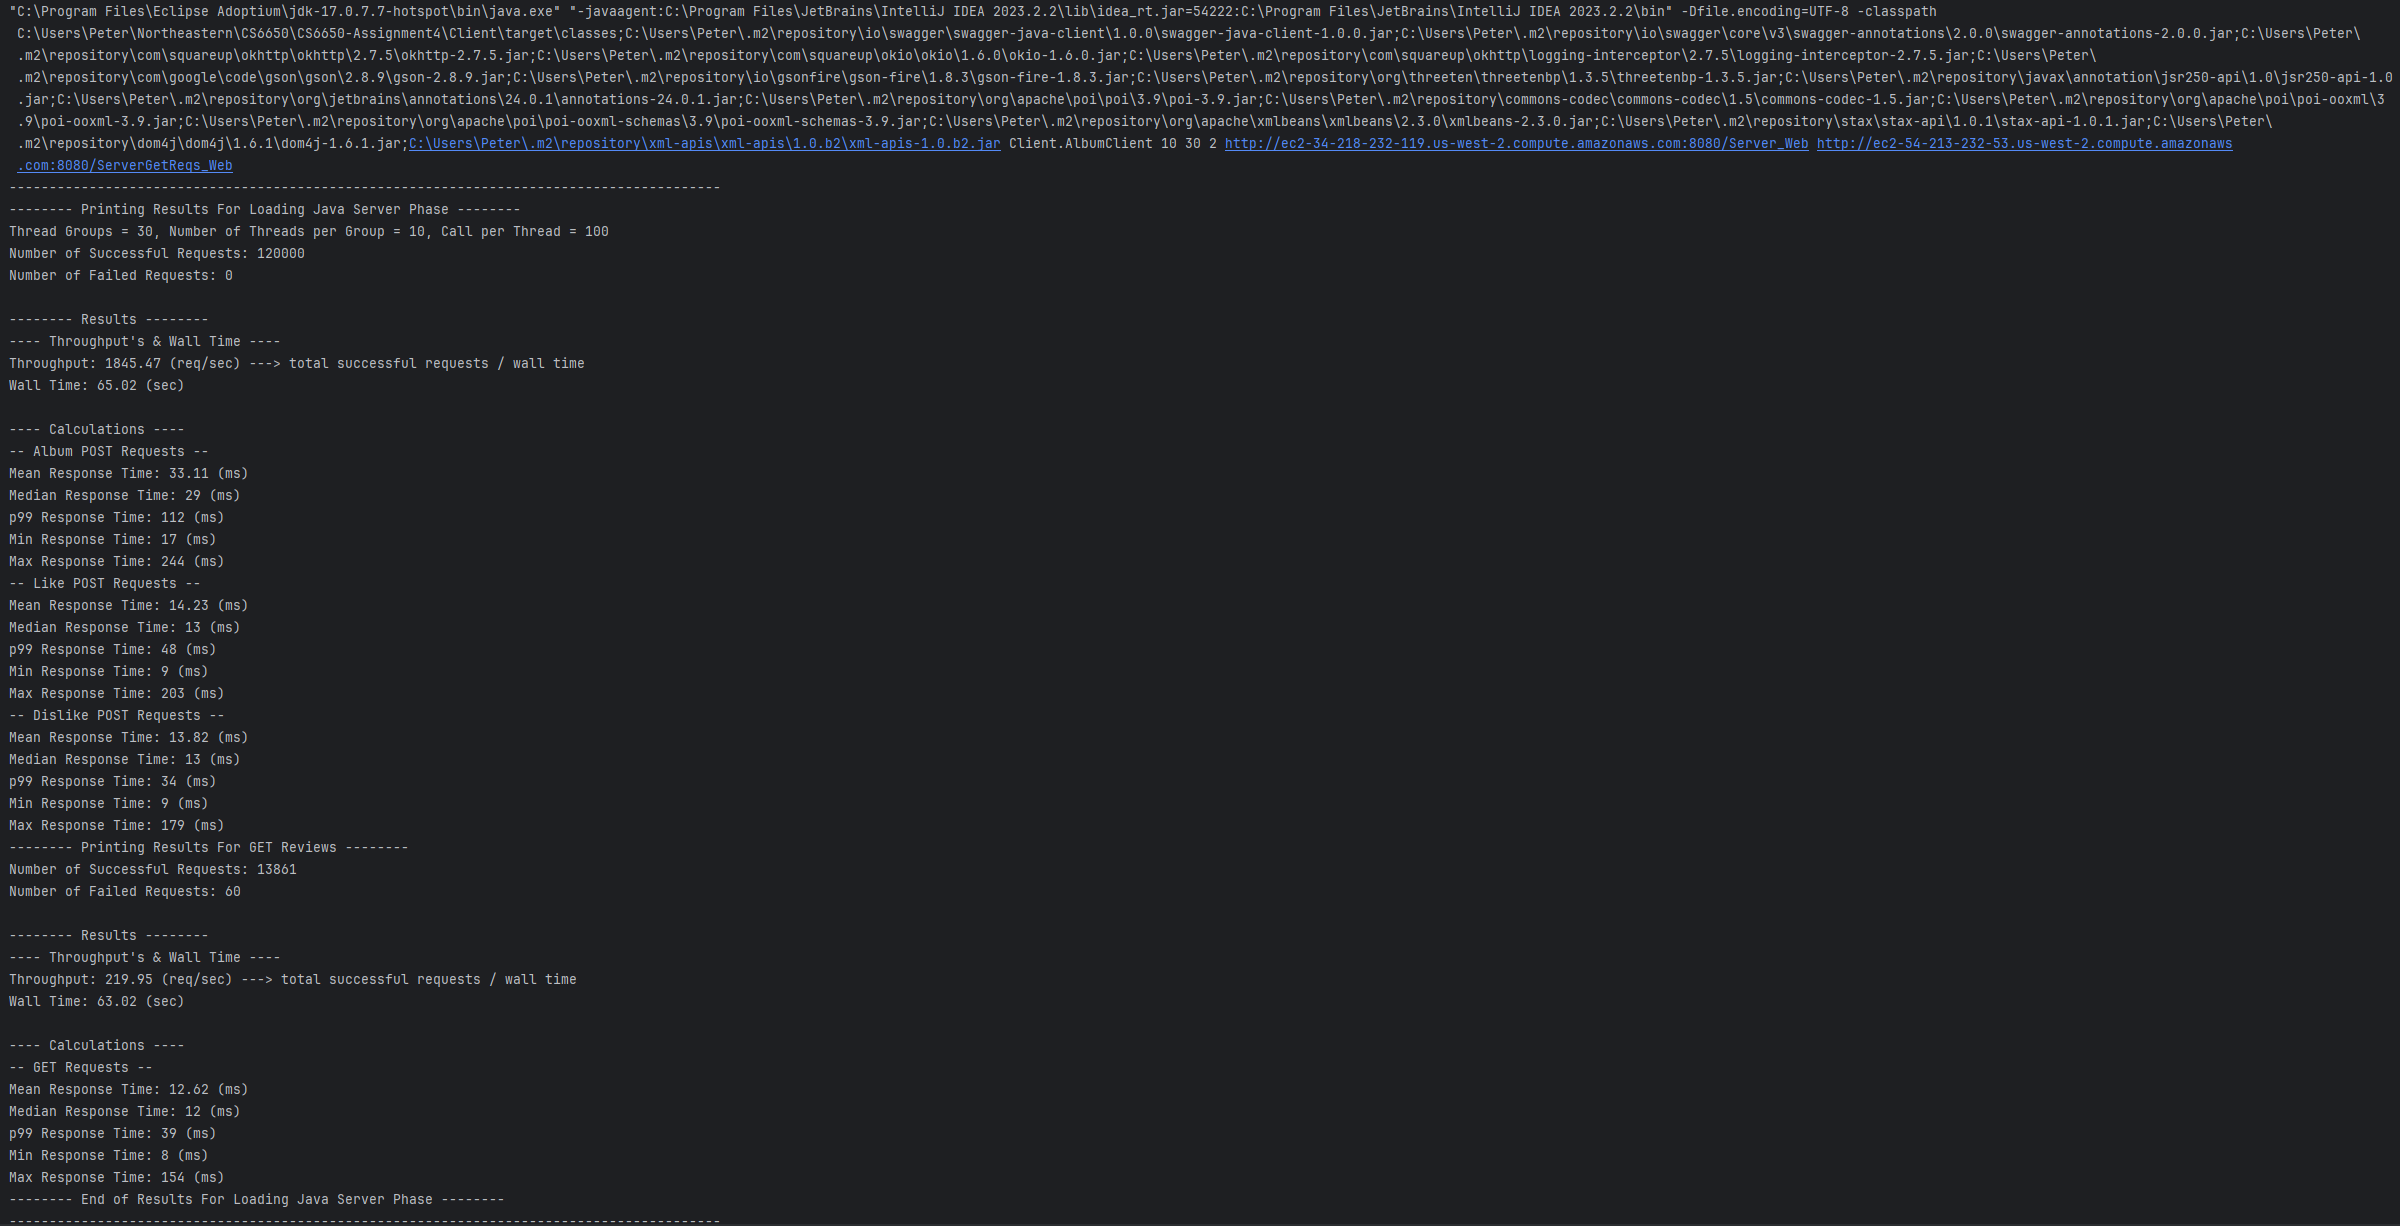 "C:\Program Files\Eclipse Adoptium\jdk-17.0.7.7-hotspot\bin\java.exe" "-javaagent:C:\Program Files\JetBrains\IntelliJ IDEA 2023.2.2\lib\idea_rt.jar=54222:C:\Program Files\JetBrains\IntelliJ IDEA 2023.2.2\bin" -Dfile.encoding=UTF-8 -classpath
C:\Users\Peter\Northeastern\CS6650\CS6650-Assignment4\Client\target\classes;C:\Users\Peter\.m2\repository\io\swagger\swagger-java-client\1.0.0\swagger-java-client-1.0.0.jar;C:\Users\Peter\.m2\repository\io\swagger\core\v3\swagger-annotations\2.0.0\swagger-annotations-2.0.0.jar;C:\Users\Peter\
.m2\repository\com\squareup\okhttp\okhttp\2.7.5\okhttp-2.7.5.jar;C:\Users\Peter\.m2\repository\com\squareup\okio\okio\1.6.0\okio-1.6.0.jar;C:\Users\Peter\.m2\repository\com\squareup\okhttp\logging-interceptor\2.7.5\logging-interceptor-2.7.5.jar;C:\Users\Peter\
.m2\repository\com\google\code\gson\gson\2.8.9\gson-2.8.9.jar;C:\Users\Peter\.m2\repository\io\gsonfire\gson-fire\1.8.3\gson-fire-1.8.3.jar;C:\Users\Peter\.m2\repository\org\threeten\threetenbp\1.3.5\threetenbp-1.3.5.jar;C:\Users\Peter\.m2\repository\javax\annotation\jsr250-api\1.0\jsr250-api-1.0
.jar;C:\Users\Peter\.m2\repository\org\jetbrains\annotations\24.0.1\annotations-24.0.1.jar;C:\Users\Peter\.m2\repository\org\apache\poi\poi\3.9\poi-3.9.jar;C:\Users\Peter\.m2\repository\commons-codec\commons-codec\1.5\commons-codec-1.5.jar;C:\Users\Peter\.m2\repository\org\apache\poi\poi-ooxml\3
.9\poi-ooxml-3.9.jar;C:\Users\Peter\.m2\repository\org\apache\poi\poi-ooxml-schemas\3.9\poi-ooxml-schemas-3.9.jar;C:\Users\Peter\.m2\repository\org\apache\xmlbeans\xmlbeans\2.3.0\xmlbeans-2.3.0.jar;C:\Users\Peter\.m2\repository\stax\stax-api\1.0.1\stax-api-1.0.1.jar;C:\Users\Peter\
.m2\repository\dom4j\dom4j\1.6.1\dom4j-1.6.1.jar;C:\Users\Peter\.m2\repository\xml-apis\xml-apis\1.0.b2\xml-apis-1.0.b2.jar Client.AlbumClient 10 30 2 http://ec2-34-218-232-119.us-west-2.compute.amazonaws.com:8080/Server_Web http://ec2-54-213-232-53.us-west-2.compute.amazonaws
.com:8080/ServerGetReqs_Web
-----------------------------------------------------------------------------------------
-------- Printing Results For Loading Java Server Phase --------
Thread Groups = 30, Number of Threads per Group = 10, Call per Thread = 100
Number of Successful Requests: 120000
Number of Failed Requests: 0
-------- Results --------
---- Throughput's & Wall Time ----
Throughput: 1845.47 (req/sec) ---> total successful requests / wall time
Wall Time: 65.02 (sec)
---- Calculations ----
-- Album POST Requests --
Mean Response Time: 33.11 (ms)
Median Response Time: 29 (ms)
p99 Response Time: 112 (ms)
Min Response Time: 17 (ms)
Max Response Time: 244 (ms)
-- Like POST Requests --
Mean Response Time: 14.23 (ms)
Median Response Time: 13 (ms)
p99 Response Time: 48 (ms)
Min Response Time: 9 (ms)
Max Response Time: 203 (ms)
-- Dislike POST Requests --
Mean Response Time: 13.82 (ms)
Median Response Time: 13 (ms)
p99 Response Time: 34 (ms)
Min Response Time: 9 (ms)
Max Response Time: 179 (ms)
-------- Printing Results For GET Reviews --------
Number of Successful Requests: 13861
Number of Failed Requests: 60
-------- Results --------
---- Throughput's & Wall Time ----
Throughput: 219.95 (req/sec) ---> total successful requests / wall time
Wall Time: 63.02 (sec)
---- Calculations ----
-- GET Requests --
Mean Response Time: 12.62 (ms)
Median Response Time: 12 (ms)
p99 Response Time: 39 (ms)
Min Response Time: 8 (ms)
Max Response Time: 154 (ms)
-------- End of Results For Loading Java Server Phase --------
-----------------------------------------------------------------------------------------